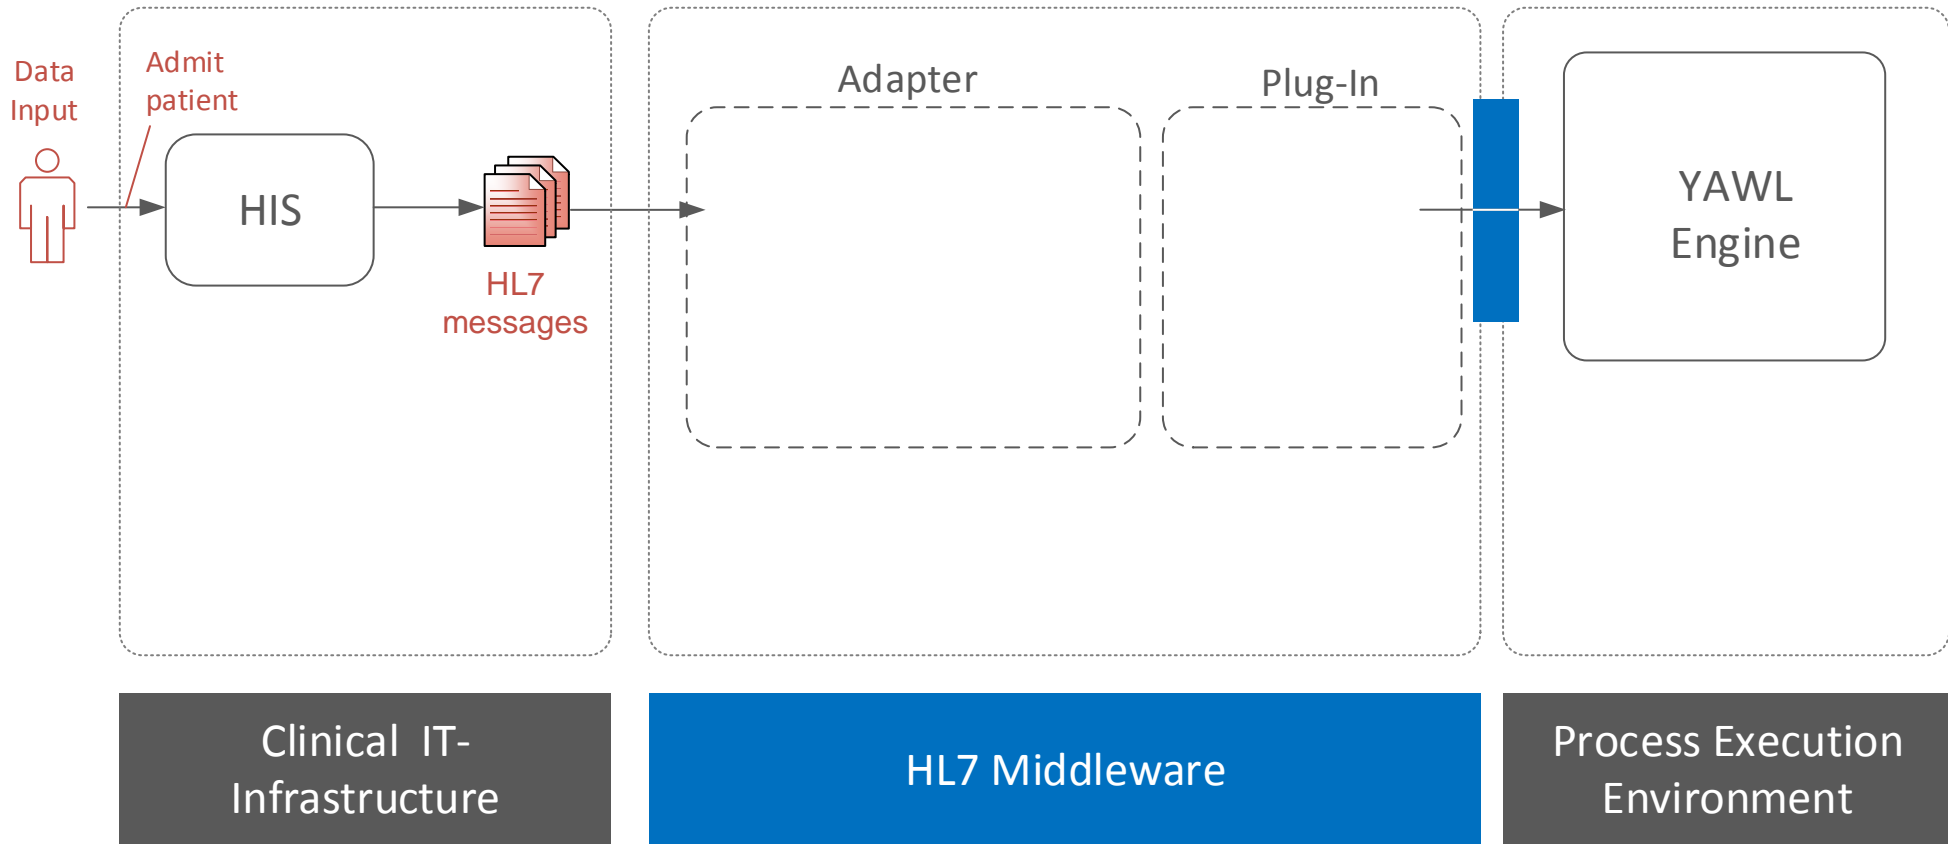 Data
Input
Admit
patient
HIS
HL7
messages
Adapter
Plug-In
YAWL
Engine
Clinical IT-
Infrastructure
HL7 Middleware
Process Execution
Environment